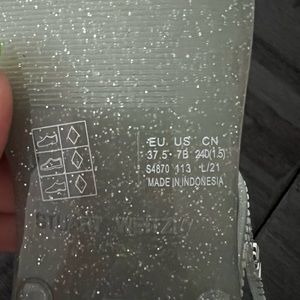 EU US CN
37.5 7B 240(1.5)
S4870 113 L/21
MADE IN INDONESIA